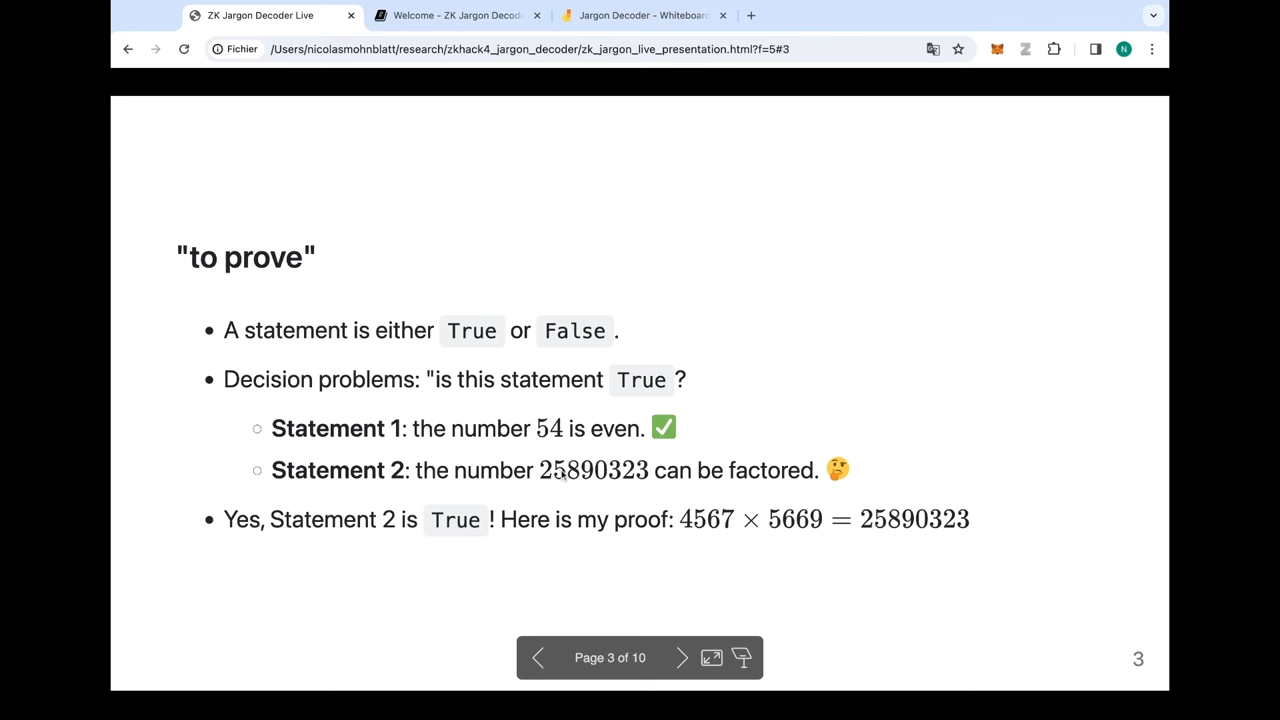 ZK Jargon Decoder Live
Welcome - ZK Jargon Decod
Jargon Decoder - Whiteboard
Fichier
/Users/nicolasmohnblatt/research/zkhack4_jargon_decoder/zk_jargon_live_presentation.html?f=5#3
N
"to prove"
• A statement is either True or False.
• Decision problems: "is this statement True?
○ Statement 1: the number 54 is even. ✅
○ Statement 2: the number 25890323 can be factored. 🤔
• Yes, Statement 2 is True! Here is my proof: 4567 × 5669 = 25890323
Page 3 of 10
3